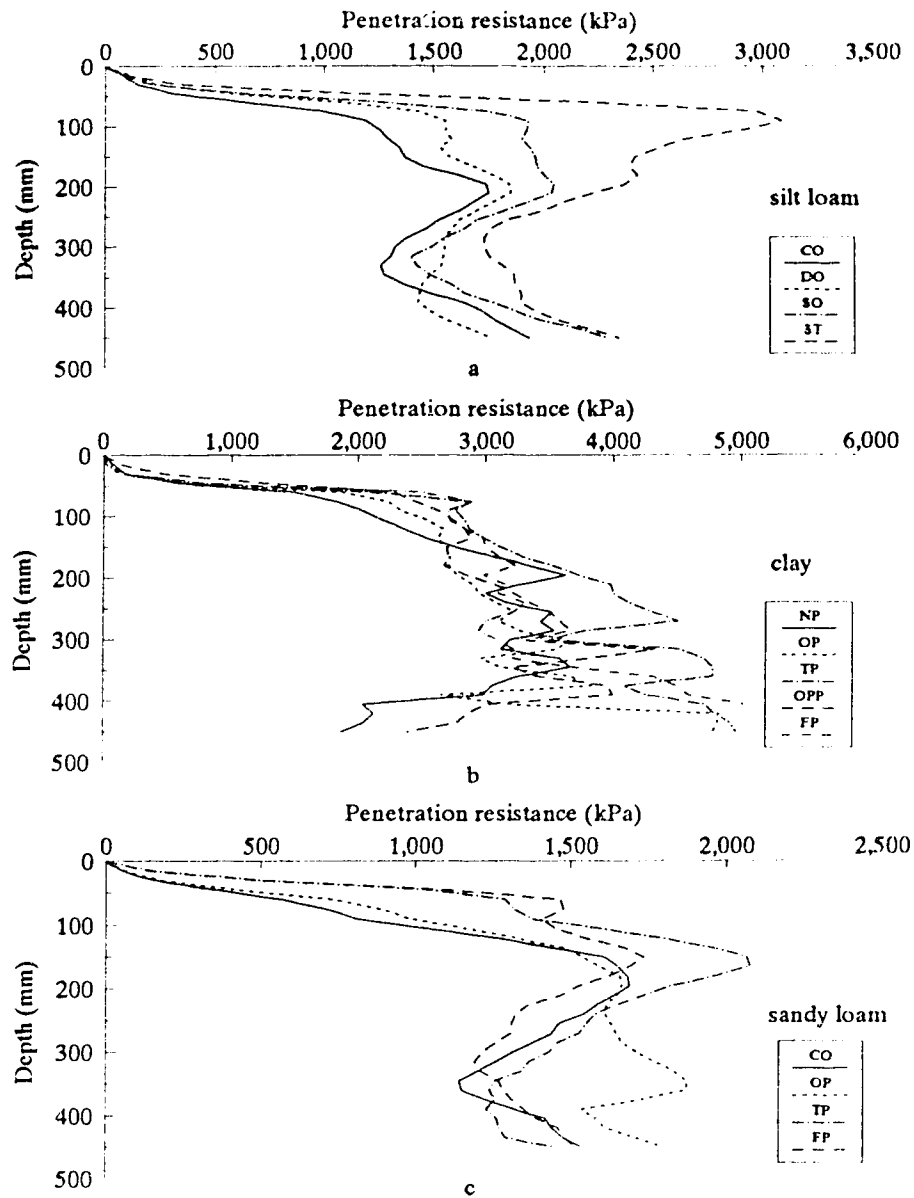 Penetration resistance (kPa)
0 500 1,000 1,500 2,000 2,500 3,000 3,500
0
100
200
300
400
500
Depth (mm)
silt loam
CO
DO
SO
ST
a
Penetration resistance (kPa)
0 1,000 2,000 3,000 4,000 5,000 6,000
0
100
200
300
400
500
Depth (mm)
clay
NP
OP
TP
OPP
FP
b
Penetration resistance (kPa)
0 500 1,000 1,500 2,000 2,500
0
100
200
300
400
500
Depth (mm)
sandy loam
CO
OP
TP
FP
c